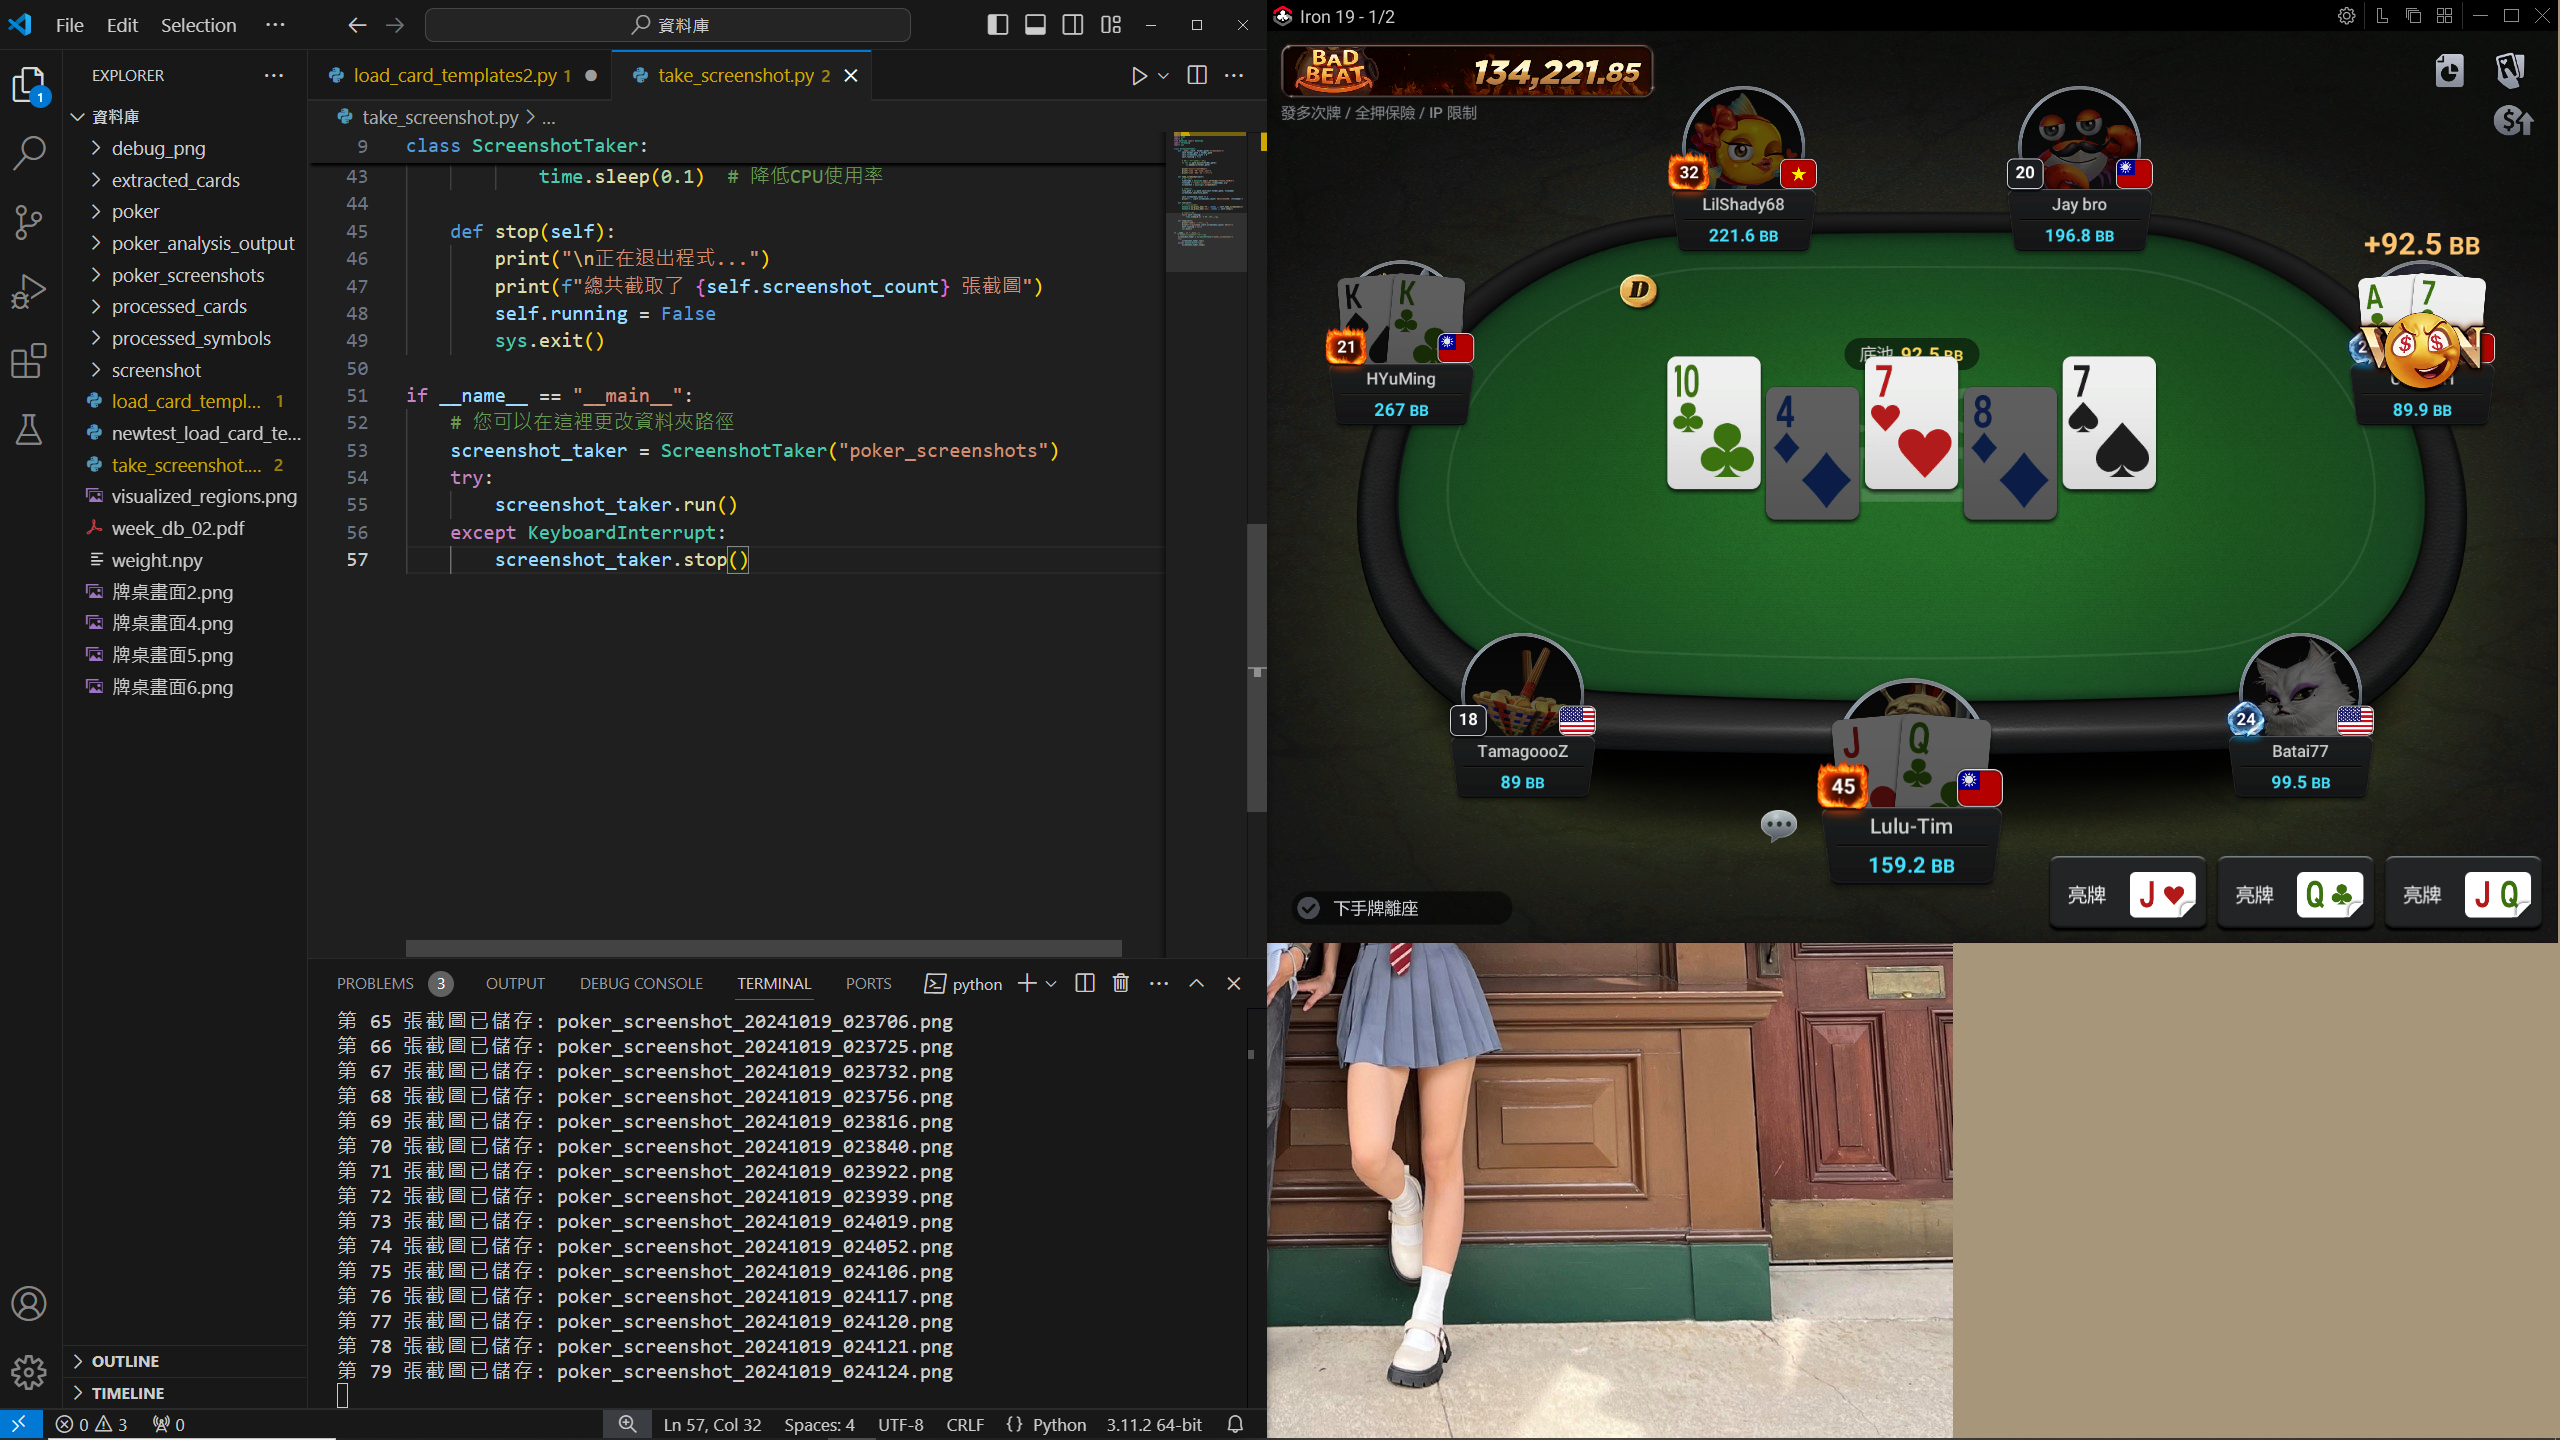 File Edit Selection ···
資料庫
EXPLORER ···
資料庫
debug_png
extracted_cards
poker
poker_analysis_output
poker_screenshots
processed_cards
processed_symbols
screenshot
load_card_templ... 1
newtest_load_card_te...
take_screenshot.... 2
visualized_regions.png
week_db_02.pdf
weight.npy
牌桌畫面2.png
牌桌畫面4.png
牌桌畫面5.png
牌桌畫面6.png
OUTLINE
TIMELINE
1
load_card_templates2.py 1
take_screenshot.py 2
take_screenshot.py > ...
9 class ScreenshotTaker:
43 time.sleep(0.1) # 降低CPU使用率
44
45 def stop(self):
46 print("\n正在退出程式...")
47 print(f"總共截取了 {self.screenshot_count} 張截圖")
48 self.running = False
49 sys.exit()
50
51 if __name__ == "__main__":
52 # 您可以在這裡更改資料夾路徑
53 screenshot_taker = ScreenshotTaker("poker_screenshots")
54 try:
55 screenshot_taker.run()
56 except KeyboardInterrupt:
57 screenshot_taker.stop()
PROBLEMS 3 OUTPUT DEBUG CONSOLE TERMINAL PORTS python
第 65 張截圖已儲存: poker_screenshot_20241019_023706.png
第 66 張截圖已儲存: poker_screenshot_20241019_023725.png
第 67 張截圖已儲存: poker_screenshot_20241019_023732.png
第 68 張截圖已儲存: poker_screenshot_20241019_023756.png
第 69 張截圖已儲存: poker_screenshot_20241019_023816.png
第 70 張截圖已儲存: poker_screenshot_20241019_023840.png
第 71 張截圖已儲存: poker_screenshot_20241019_023922.png
第 72 張截圖已儲存: poker_screenshot_20241019_023939.png
第 73 張截圖已儲存: poker_screenshot_20241019_024019.png
第 74 張截圖已儲存: poker_screenshot_20241019_024052.png
第 75 張截圖已儲存: poker_screenshot_20241019_024106.png
第 76 張截圖已儲存: poker_screenshot_20241019_024117.png
第 77 張截圖已儲存: poker_screenshot_20241019_024120.png
第 78 張截圖已儲存: poker_screenshot_20241019_024121.png
第 79 張截圖已儲存: poker_screenshot_20241019_024124.png
0 3 0 Ln 57, Col 32 Spaces: 4 UTF-8 CRLF {} Python 3.11.2 64-bit
Iron 19 - 1/2
BAD BEAT 134,221.85
發多次牌 / 全押保險 / IP 限制
32
LilShady68
221.6 BB
20
Jay bro
196.8 BB
+92.5 BB
A 7
WIN
89.9 BB
K K
21
HYuMing
267 BB
D
底池 92.5 BB
10 4 7 8 7
18
TamagoooZ
89 BB
J Q
45
Lulu-Tim
159.2 BB
24
Batai77
99.5 BB
下手牌離座
亮牌 J
亮牌 Q
亮牌 J Q